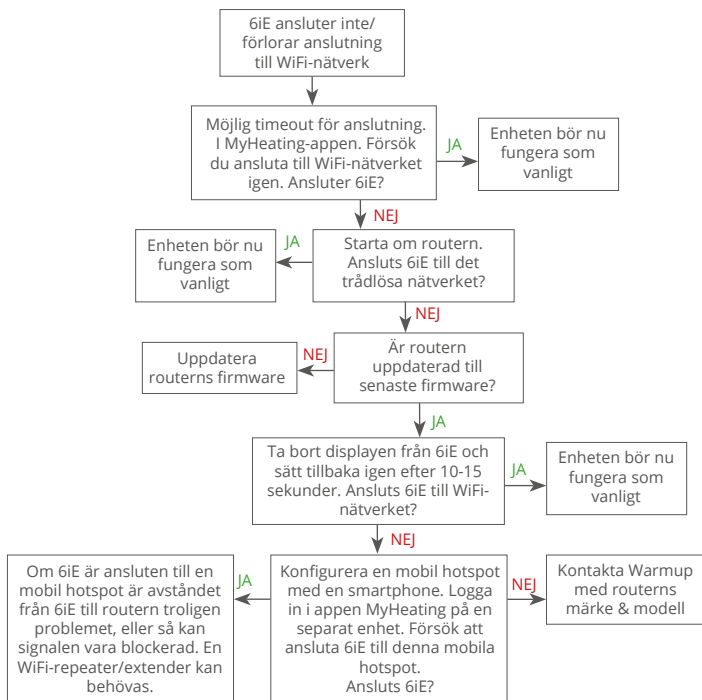 6iE ansluter inte/
förlorar anslutning
till WiFi-nätverk
Möjlig timeout för anslutning.
I MyHeating-appen. Försök
du ansluta till WiFi-nätverket
igen. Ansluter 6iE?
JA
Enheten bör nu
fungera som
vanligt
NEJ
Starta om routern.
Ansluts 6iE till det
trådlösa nätverket?
JA
Enheten bör nu
fungera som
vanligt
NEJ
Är routern
uppdaterad till
senaste firmware?
NEJ
Uppdatera
routerns firmware
JA
Ta bort displayen från 6iE och
sätt tillbaka igen efter 10-15
sekunder. Ansluts 6iE till WiFi-
nätverket?
JA
Enheten bör nu
fungera som
vanligt
NEJ
Konfigurera en mobil hotspot
med en smartphone. Logga
in i appen MyHeating på en
separat enhet. Försök att
ansluta 6iE till denna mobila
hotspot.
Ansluts 6iE?
JA
Om 6iE är ansluten till en
mobil hotspot är avståndet
från 6iE till routern troligen
problemet, eller så kan
signalen vara blockerad. En
WiFi-repeater/extender kan
behövas.
NEJ
Kontakta Warmup
med routerns
märke & modell